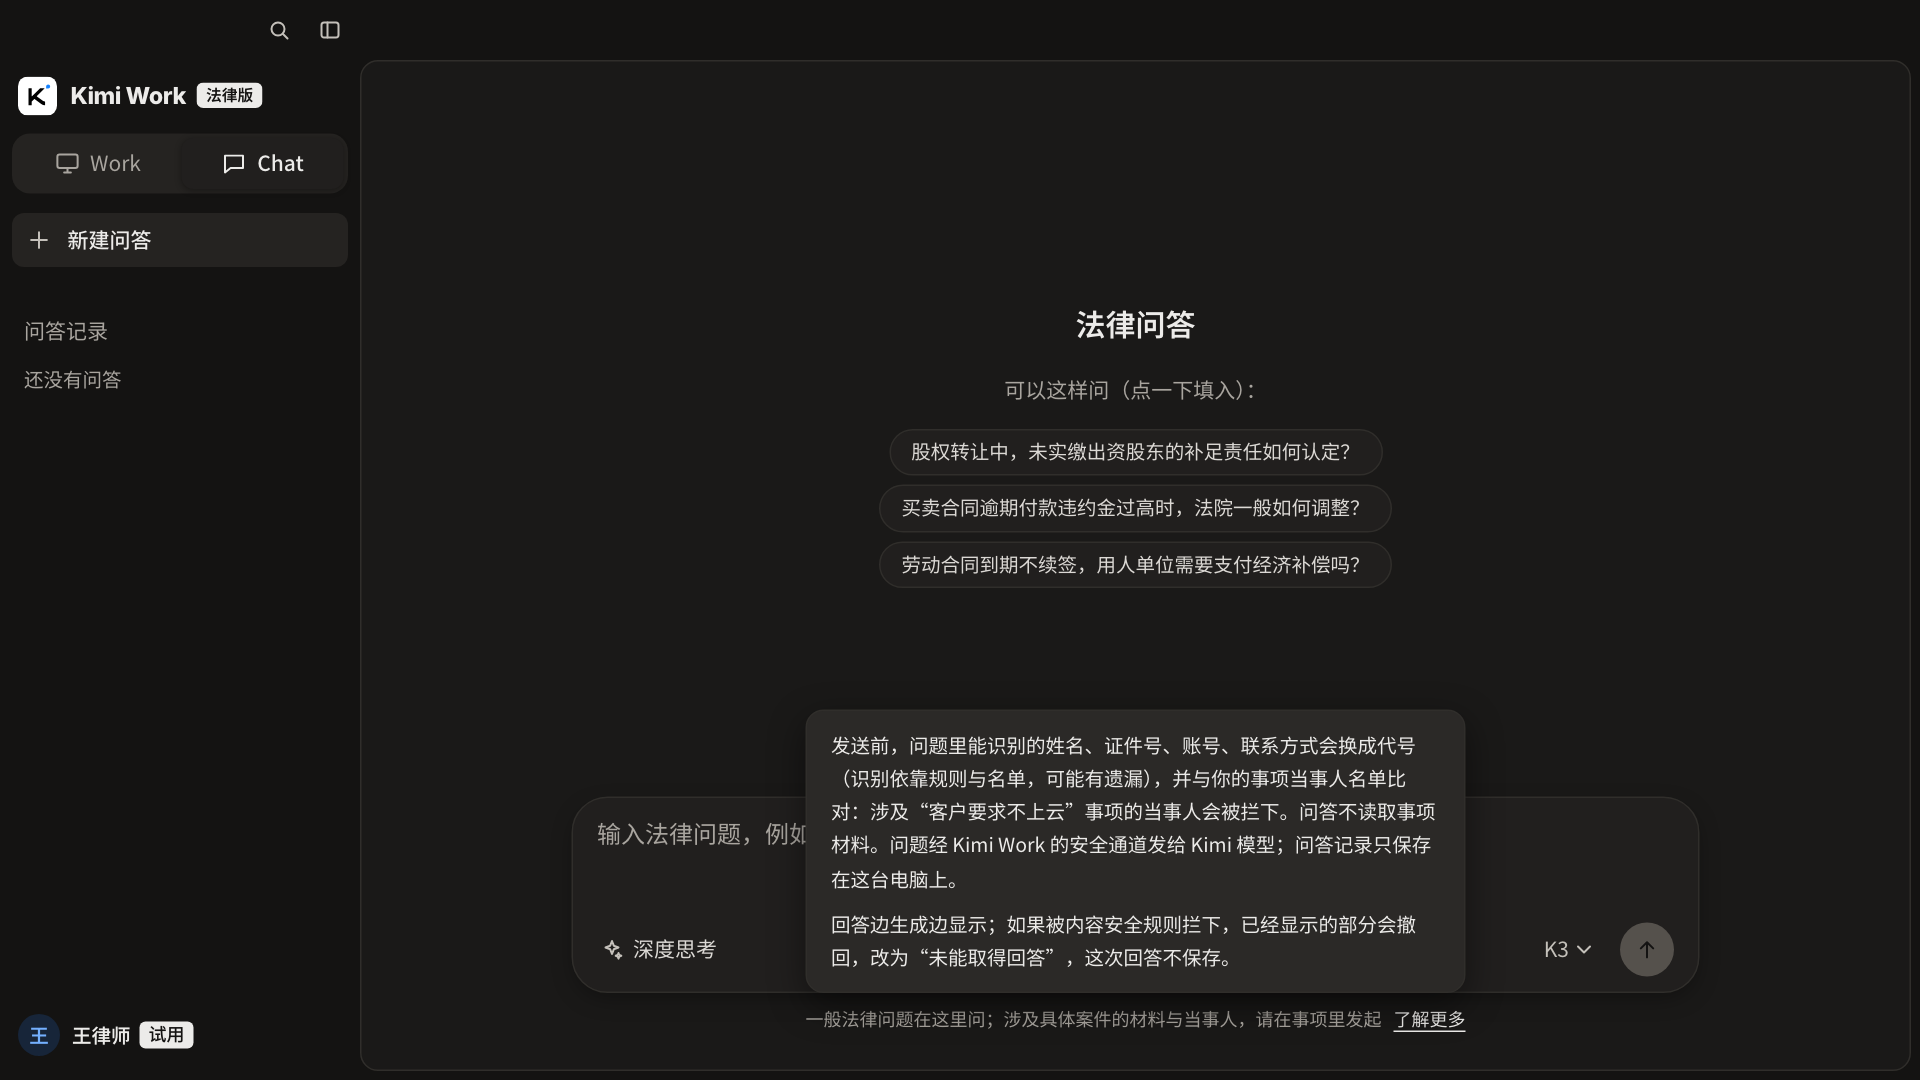 Kimi Work 法律版
Work
Chat
新建问答
问答记录
还没有问答
法律问答
可以这样问（点一下填入）：
股权转让中，未实缴出资股东的补足责任如何认定？
买卖合同逾期付款违约金过高时，法院一般如何调整？
劳动合同到期不续签，用人单位需要支付经济补偿吗？
发送前，问题里能识别的姓名、证件号、账号、联系方式会换成代号
（识别依靠规则与名单，可能有遗漏），并与你的事项当事人名单比
对：涉及“客户要求不上云”事项的当事人会被拦下。问答不读取事项
材料。问题经 Kimi Work 的安全通道发给 Kimi 模型；问答记录只保存
在这台电脑上。
回答边生成边显示；如果被内容安全规则拦下，已经显示的部分会撤
回，改为“未能取得回答”，这次回答不保存。
输入法律问题，例如
深度思考
K3
一般法律问题在这里问；涉及具体案件的材料与当事人，请在事项里发起 了解更多
王 王律师 试用